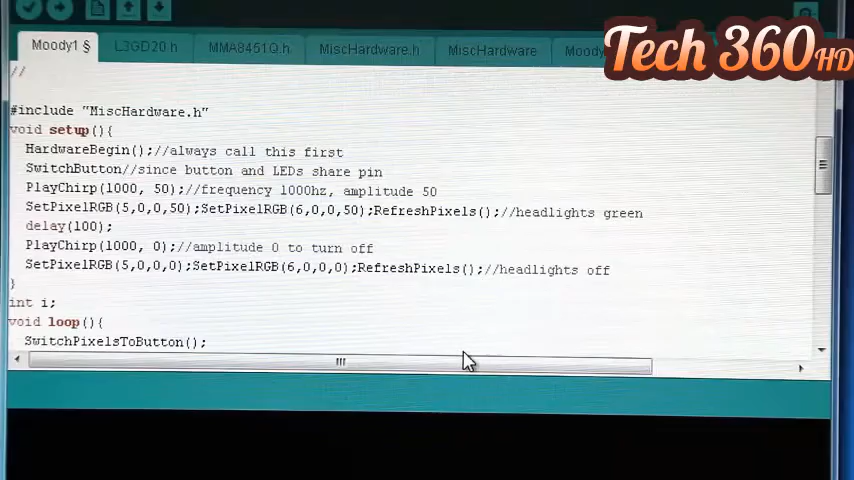 Tech 360HD
Moody1 § L3GD20.h MMA8451Q.h MiscHardware.h MiscHardware Moody
//
#include "MiscHardware.h"
void setup(){
HardwareBegin();//always call this first
SwitchButton//since button and LEDs share pin
PlayChirp(1000, 50);//frequency 1000hz, amplitude 50
SetPixelRGB(5,0,0,50);SetPixelRGB(6,0,0,50);RefreshPixels();//headlights green
delay(100);
PlayChirp(1000, 0);//amplitude 0 to turn off
SetPixelRGB(5,0,0,0);SetPixelRGB(6,0,0,0);RefreshPixels();//headlights off
}
int i;
void loop(){
SwitchPixelsToButton();